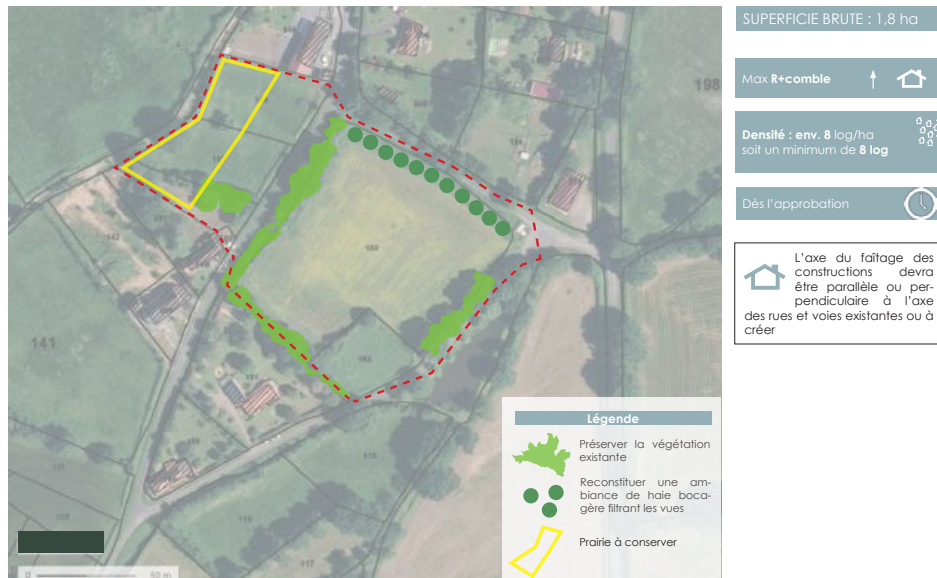 SUPERFICIE BRUTE : 1,8 ha
Max R+comble
Densité : env. 8 log/ha
soit un minimum de 8 log
Dès l'approbation
L'axe du faîtage des
constructions devra
être parallèle ou per-
pendiculaire à l'axe
des rues et voies existantes ou à
créer
198
141
Légende
Préserver la végétation
existante
Reconstituer une am-
biance de haie boca-
gère filtrant les vues
Prairie à conserver
0 50 m